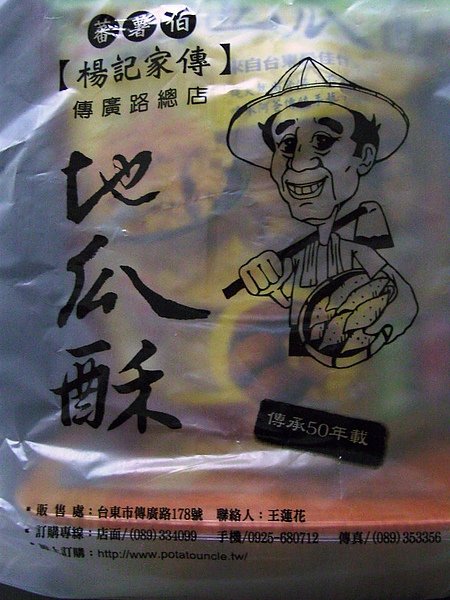 蕃薯伯
【楊記家傳】
傳廣路總店
地瓜酥
傳承50年載
▪販售處：台東市傳廣路178號 聯絡人：王蓮花
▪訂購專線：店面/(089)334099 手機/0925-680712 傳真/(089)353356
▪線上訂購：http://www.potatouncle.tw/